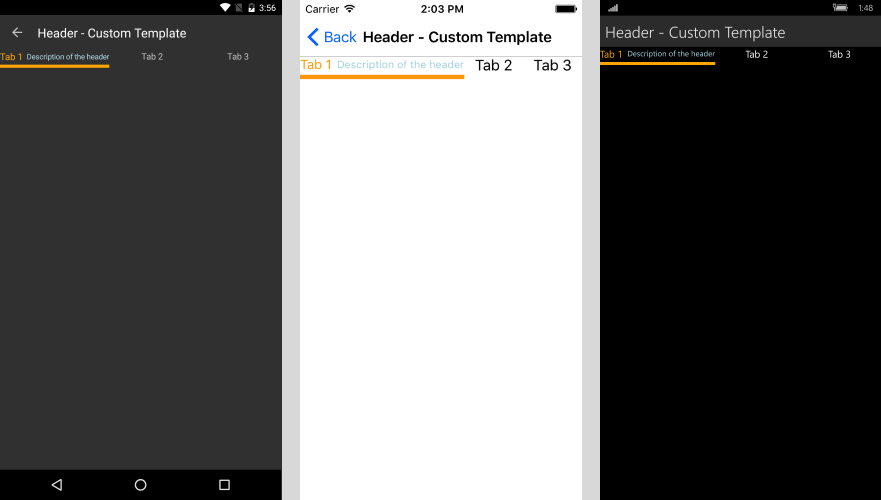 3:56
Header - Custom Template
Tab 1 Description of the header Tab 2 Tab 3
Carrier 2:03 PM
Back Header - Custom Template
Tab 1 Description of the header Tab 2 Tab 3
1:48
Header - Custom Template
Tab 1 Description of the header Tab 2 Tab 3